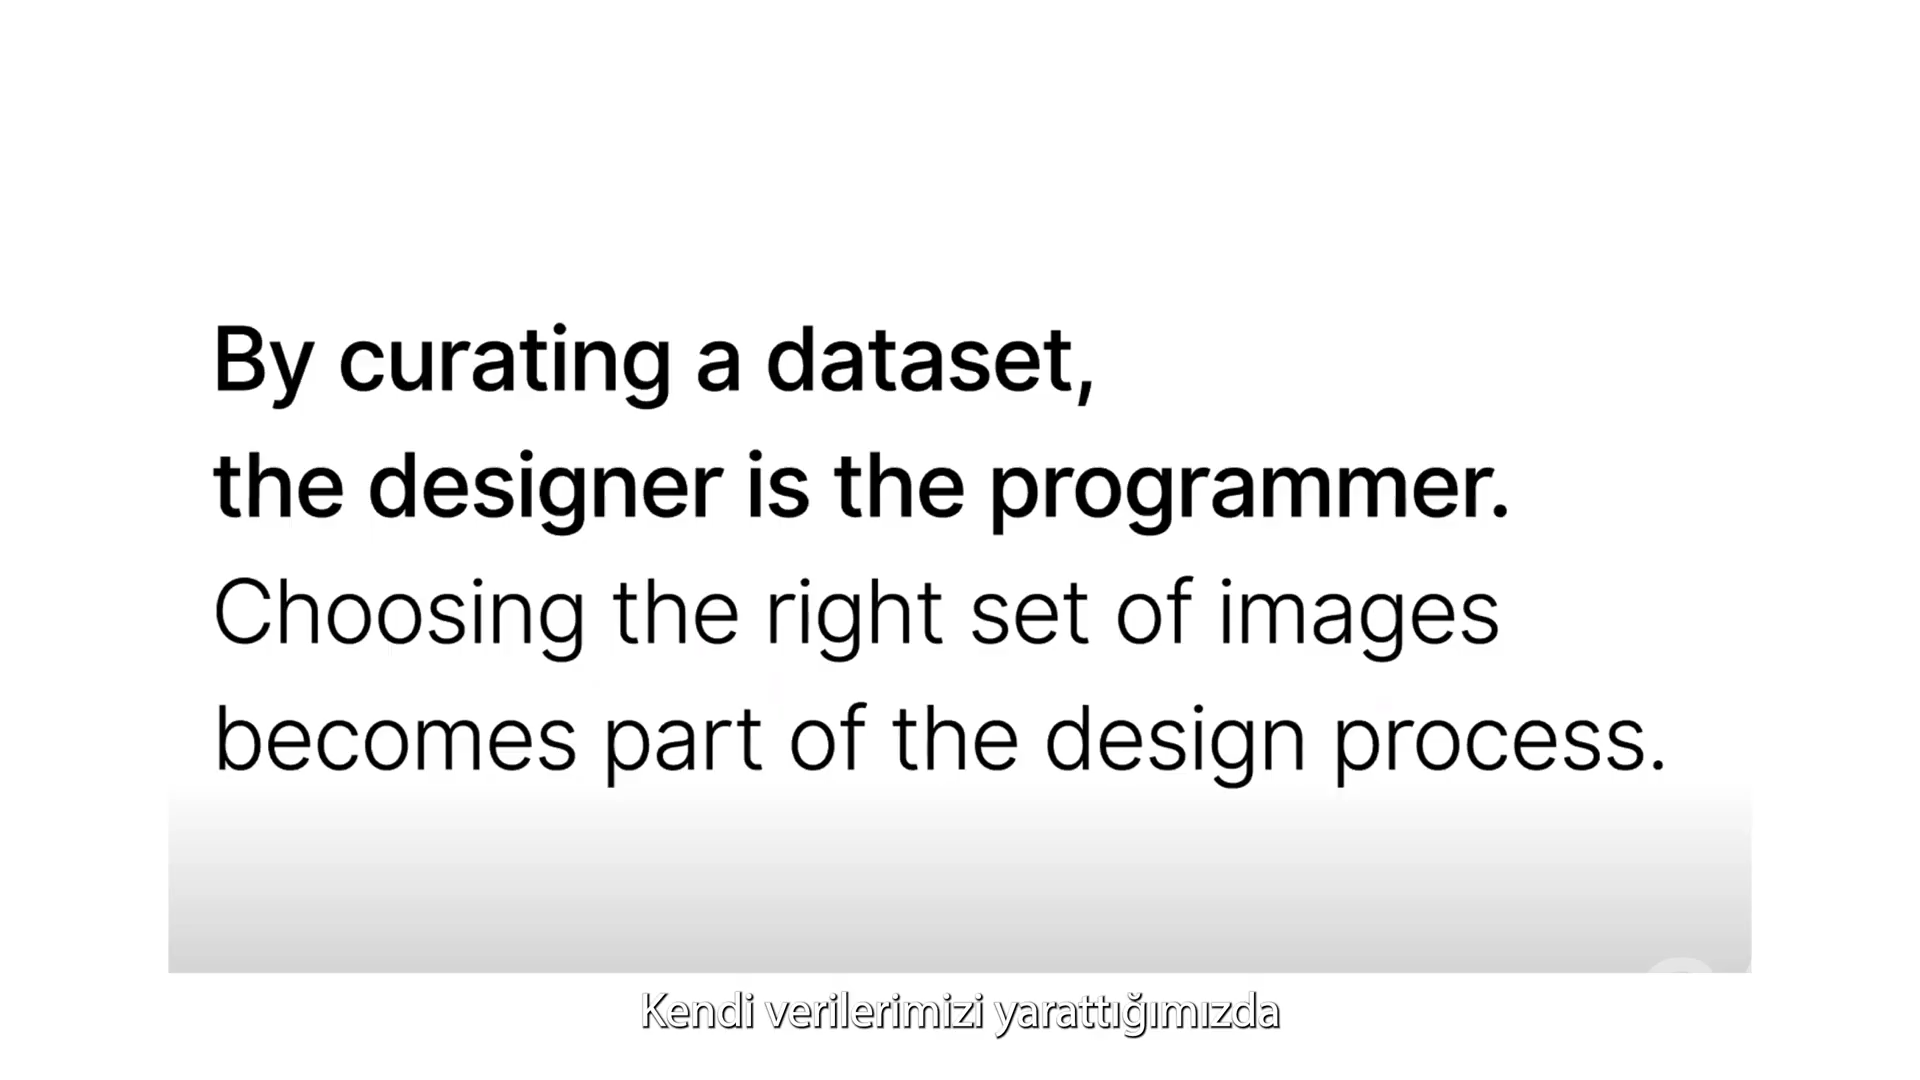 By curating a dataset,
the designer is the programmer.
Choosing the right set of images
becomes part of the design process.
Kendi verilerimizi yarattığımızda